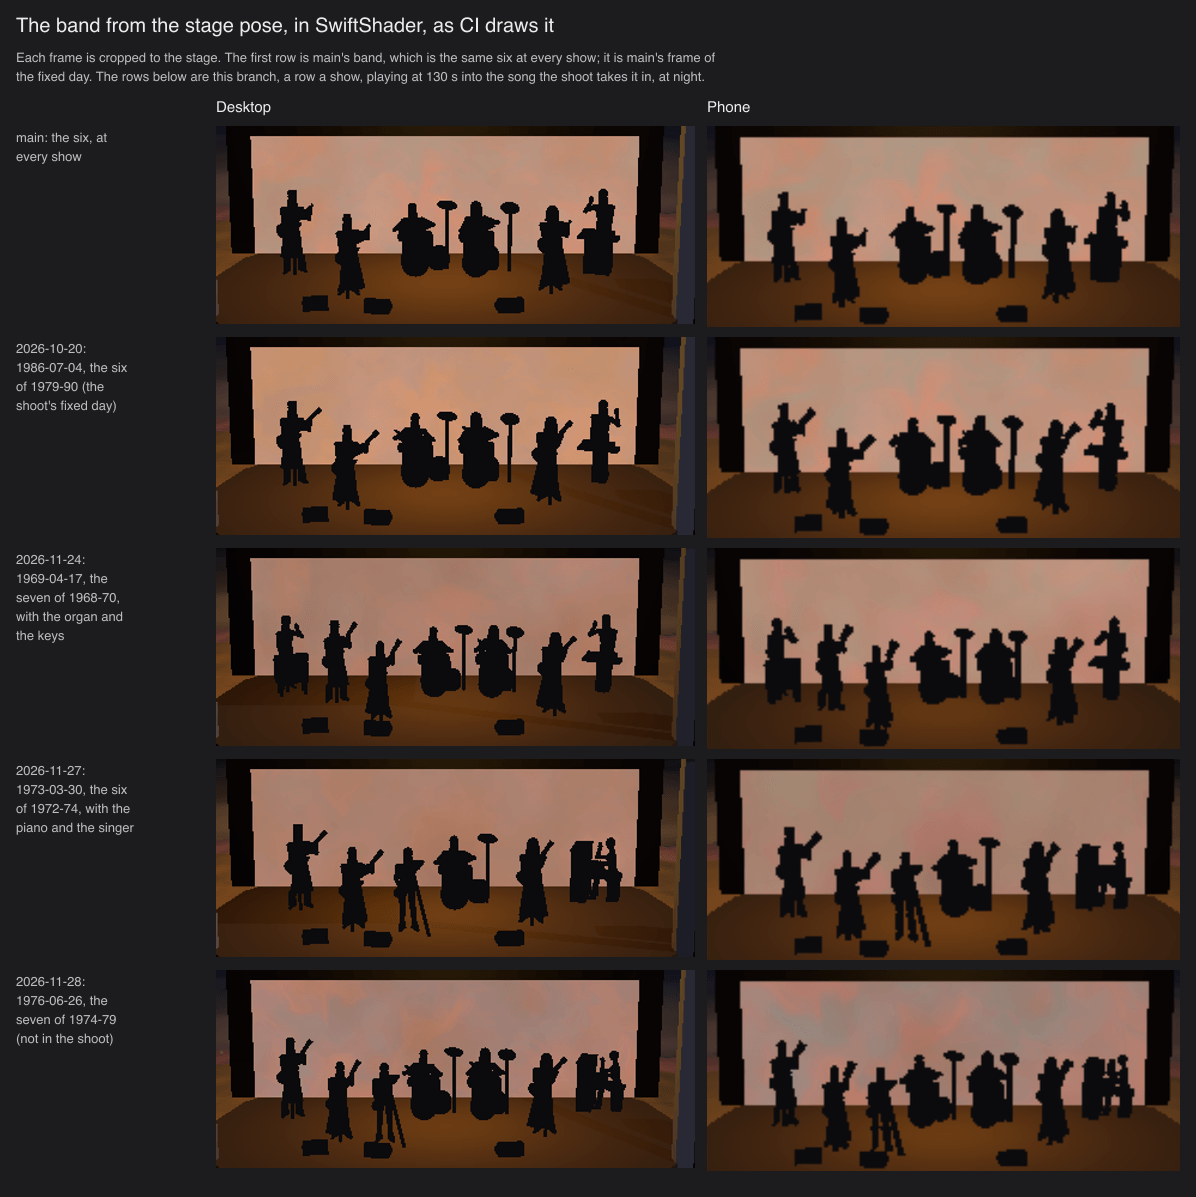 The band from the stage pose, in SwiftShader, as CI draws it
Each frame is cropped to the stage. The first row is main's band, which is the same six at every show; it is main's frame of
the fixed day. The rows below are this branch, a row a show, playing at 130 s into the song the shoot takes it in, at night.
Desktop
Phone
main: the six, at
every show
2026-10-20:
1986-07-04, the six
of 1979-90 (the
shoot's fixed day)
2026-11-24:
1969-04-17, the
seven of 1968-70,
with the organ and
the keys
2026-11-27:
1973-03-30, the six
of 1972-74, with the
piano and the singer
2026-11-28:
1976-06-26, the
seven of 1974-79
(not in the shoot)